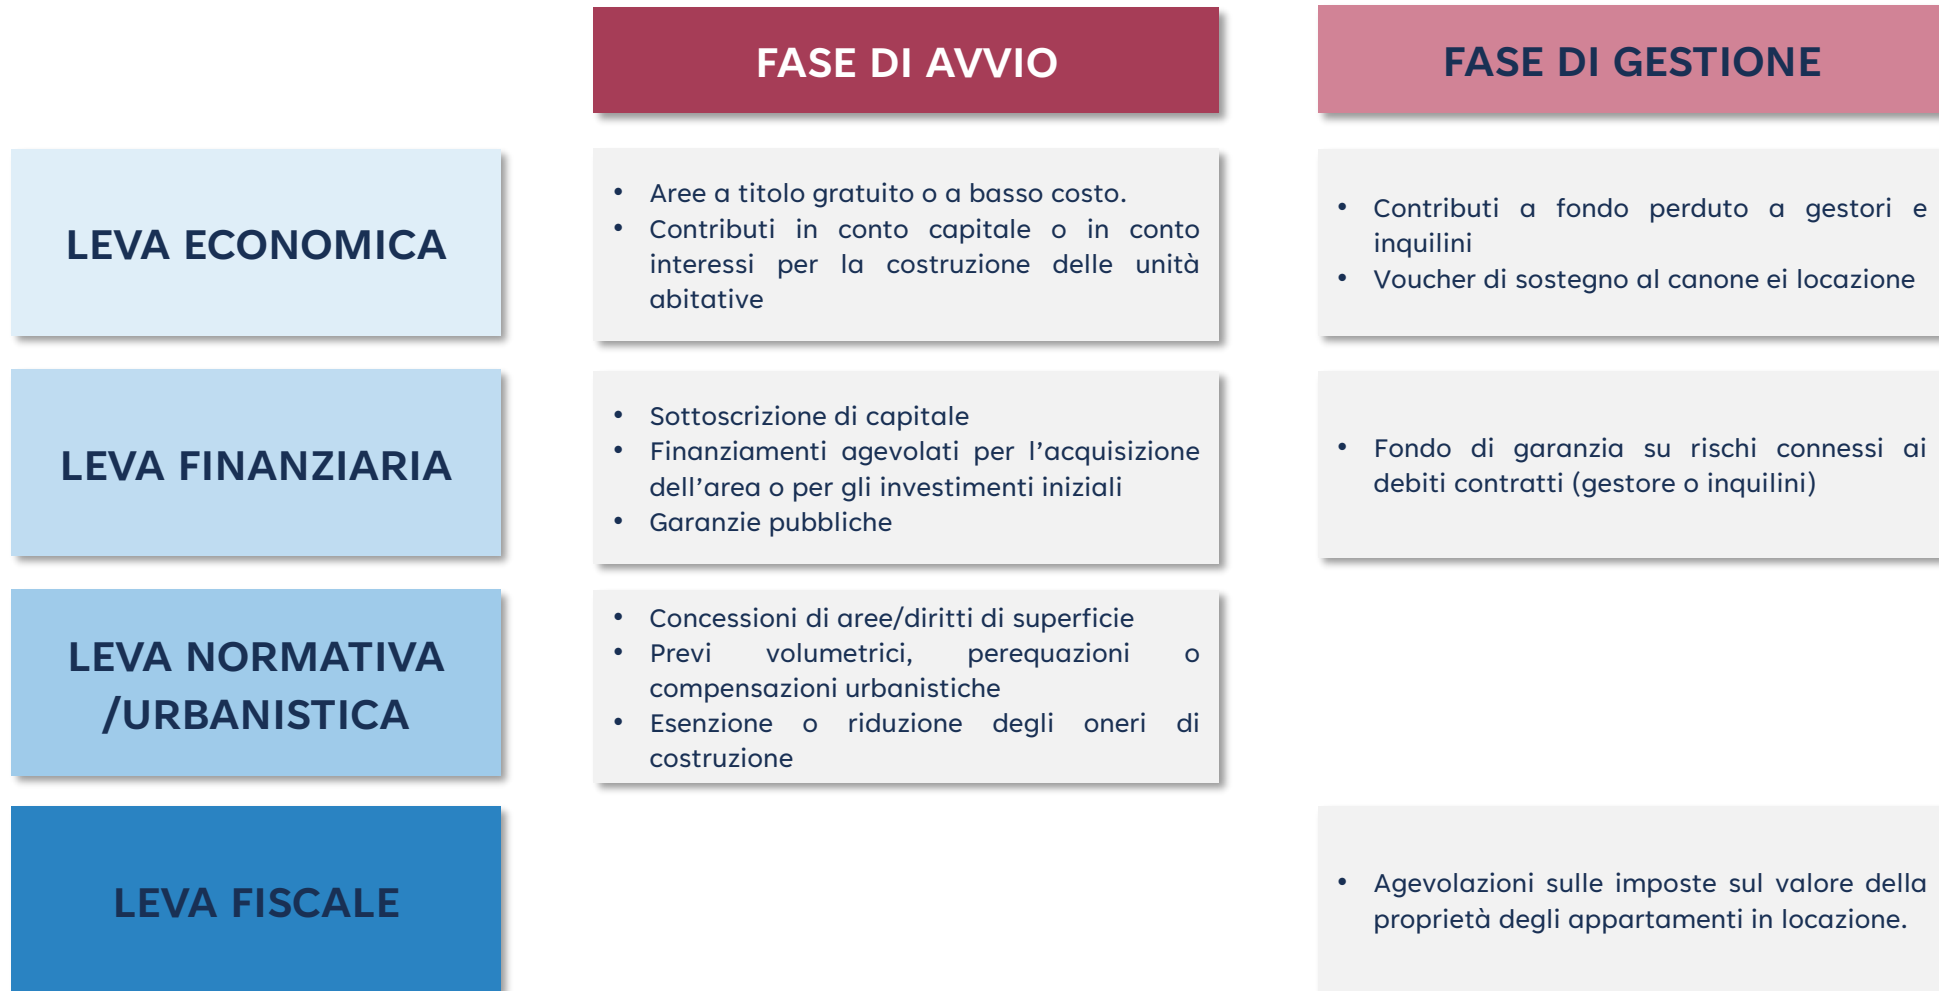 FASE DI AVVIO
FASE DI GESTIONE
LEVA ECONOMICA
• Aree a titolo gratuito o a basso costo.
• Contributi in conto capitale o in conto
interessi per la costruzione delle unità
abitative
• Contributi a fondo perduto a gestori e
inquilini
• Voucher di sostegno al canone ei locazione
LEVA FINANZIARIA
• Sottoscrizione di capitale
• Finanziamenti agevolati per l'acquisizione
dell'area o per gli investimenti iniziali
• Garanzie pubbliche
• Fondo di garanzia su rischi connessi ai
debiti contratti (gestore o inquilini)
LEVA NORMATIVA
/URBANISTICA
• Concessioni di aree/diritti di superficie
• Previ volumetrici, perequazioni o
compensazioni urbanistiche
• Esenzione o riduzione degli oneri di
costruzione
LEVA FISCALE
• Agevolazioni sulle imposte sul valore della
proprietà degli appartamenti in locazione.